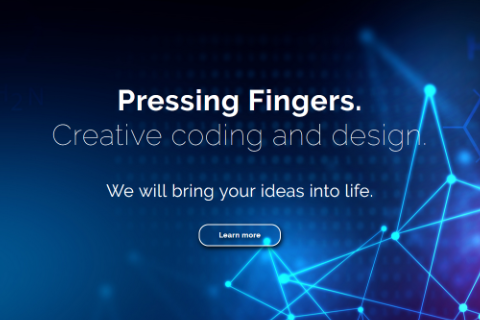 Pressing Fingers.
Creative coding and design.
We will bring your ideas into life.
Learn more